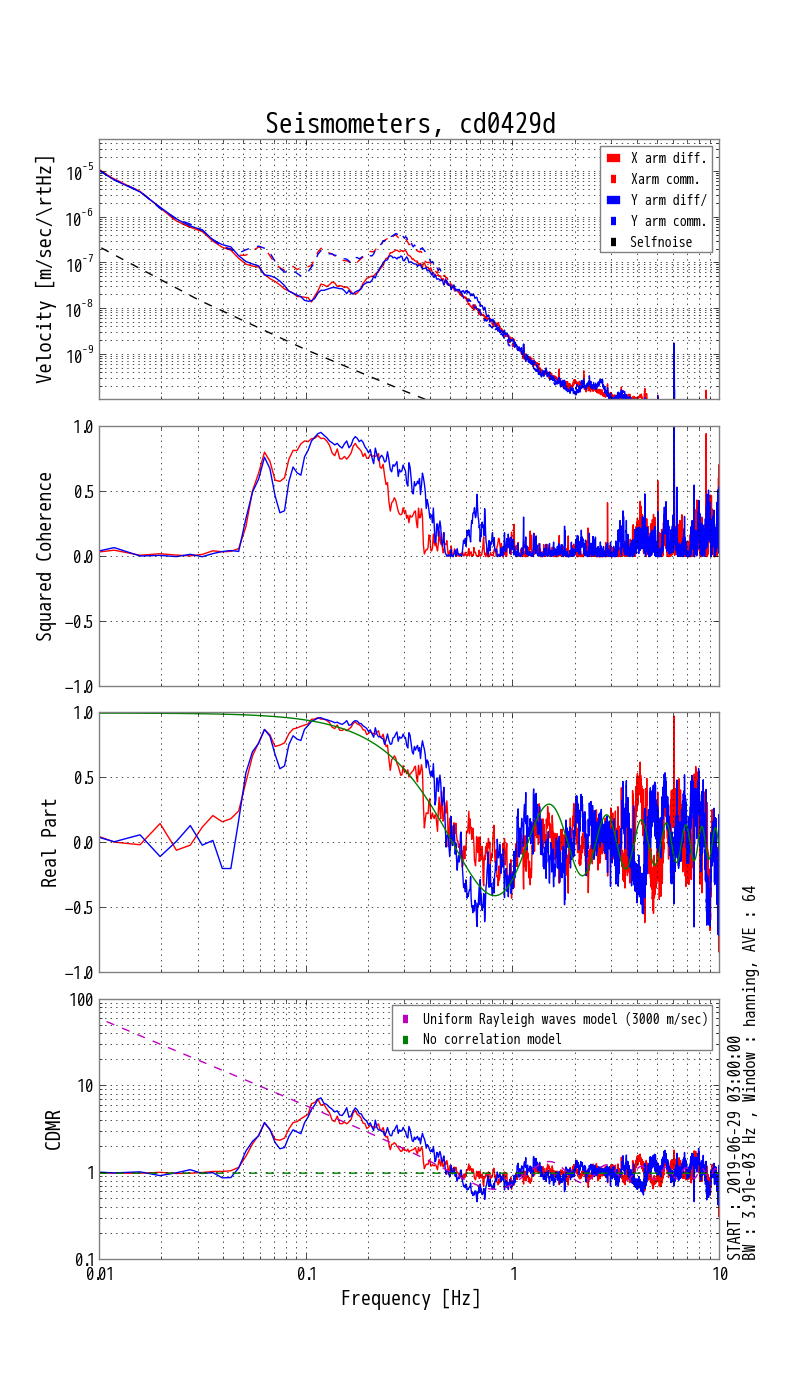 Seismometers, cd0429d
Velocity [m/sec/\rtHz]
10^-5
10^-6
10^-7
10^-8
10^-9
X arm diff.
Xarm comm.
Y arm diff/
Y arm comm.
Selfnoise
Squared Coherence
1.0
0.5
0.0
−0.5
−1.0
Real Part
1.0
0.5
0.0
−0.5
−1.0
CDMR
100
10
1
0.1
Uniform Rayleigh waves model (3000 m/sec)
No correlation model
0.01
0.1
1
10
Frequency [Hz]
START : 2019-06-29 03:00:00
BW : 3.91e-03 Hz , Window : hanning, AVE : 64